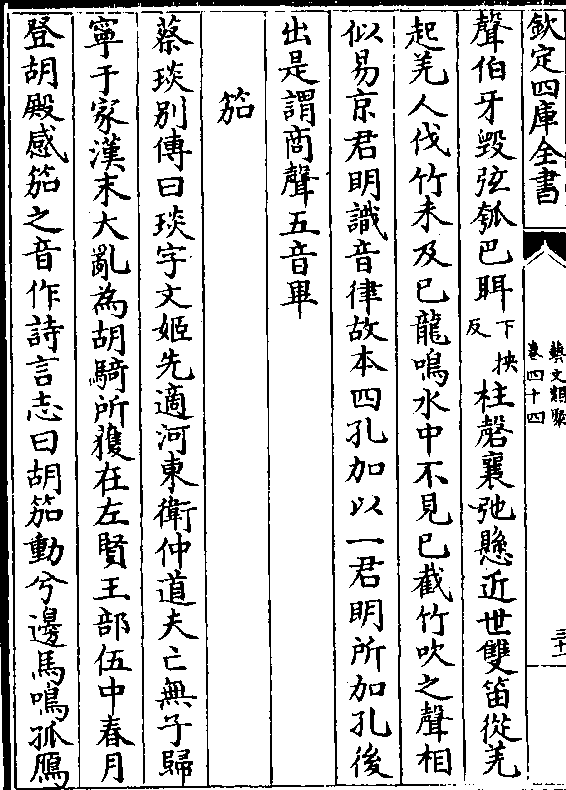 欽定四庫全書
藝文類聚
卷四十四
三十一
聲伯牙毀弦瓠巴聑下抰反柱磬襄弛懸近世雙笛從羌
起羌人伐竹未及已龍鳴水中不見已截竹吹之聲相
似易京君明識音律故本四孔加以一君明所加孔後
出是謂商聲五音畢
笳
蔡琰別傳曰琰字文姬先適河東衛仲道夫亡無子歸
寧于家漢末大亂為胡騎所獲在左賢王部伍中春月
登胡殿感笳之音作詩言志曰胡笳動兮邊馬鳴孤鴈